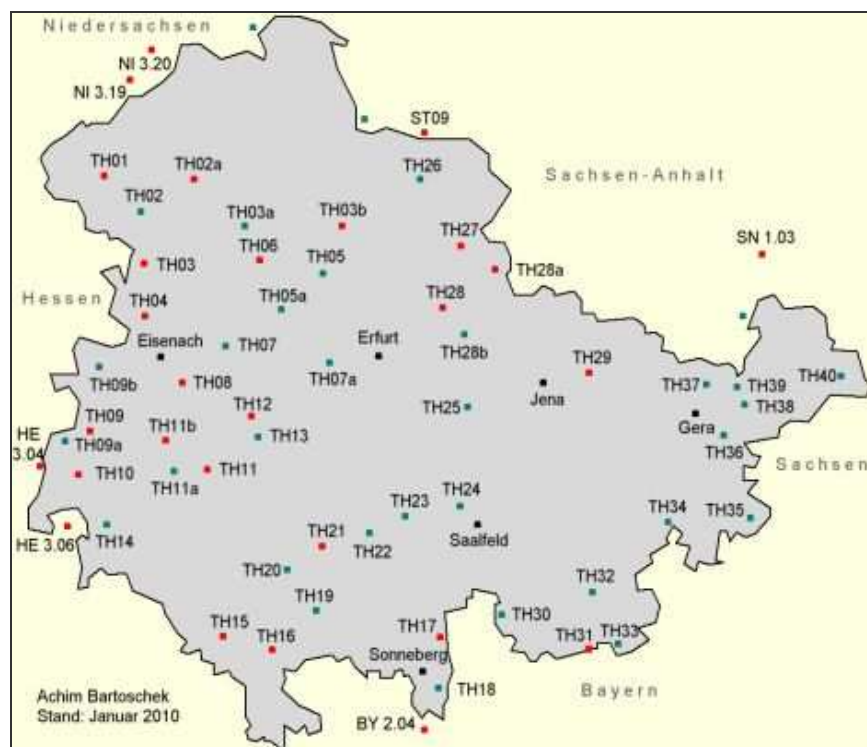 Niedersachsen
NI 3.20
NI 3.19
ST09
TH01
TH02a
TH26
Sachsen-Anhalt
TH02
TH03a
TH03b
TH27
SN 1.03
TH03
TH06
TH05
TH28a
Hessen
TH04
TH05a
TH28
Eisenach
TH07
Erfurt
TH28b
TH09b
TH08
TH07a
TH29
Jena
TH37
TH39
TH40
TH12
TH25
TH38
Gera
TH09
HE
3.04
TH09a
TH11b
TH13
TH36
TH10
TH11a
TH11
Sachsen
TH24
TH23
TH34
TH35
HE 3.06
TH14
TH21
TH22
Saalfeld
TH20
TH32
TH19
TH30
TH15
TH16
TH17
TH31
TH33
Sonneberg
TH18
Bayern
Achim Bartoschek
Stand: Januar 2010
BY 2.04